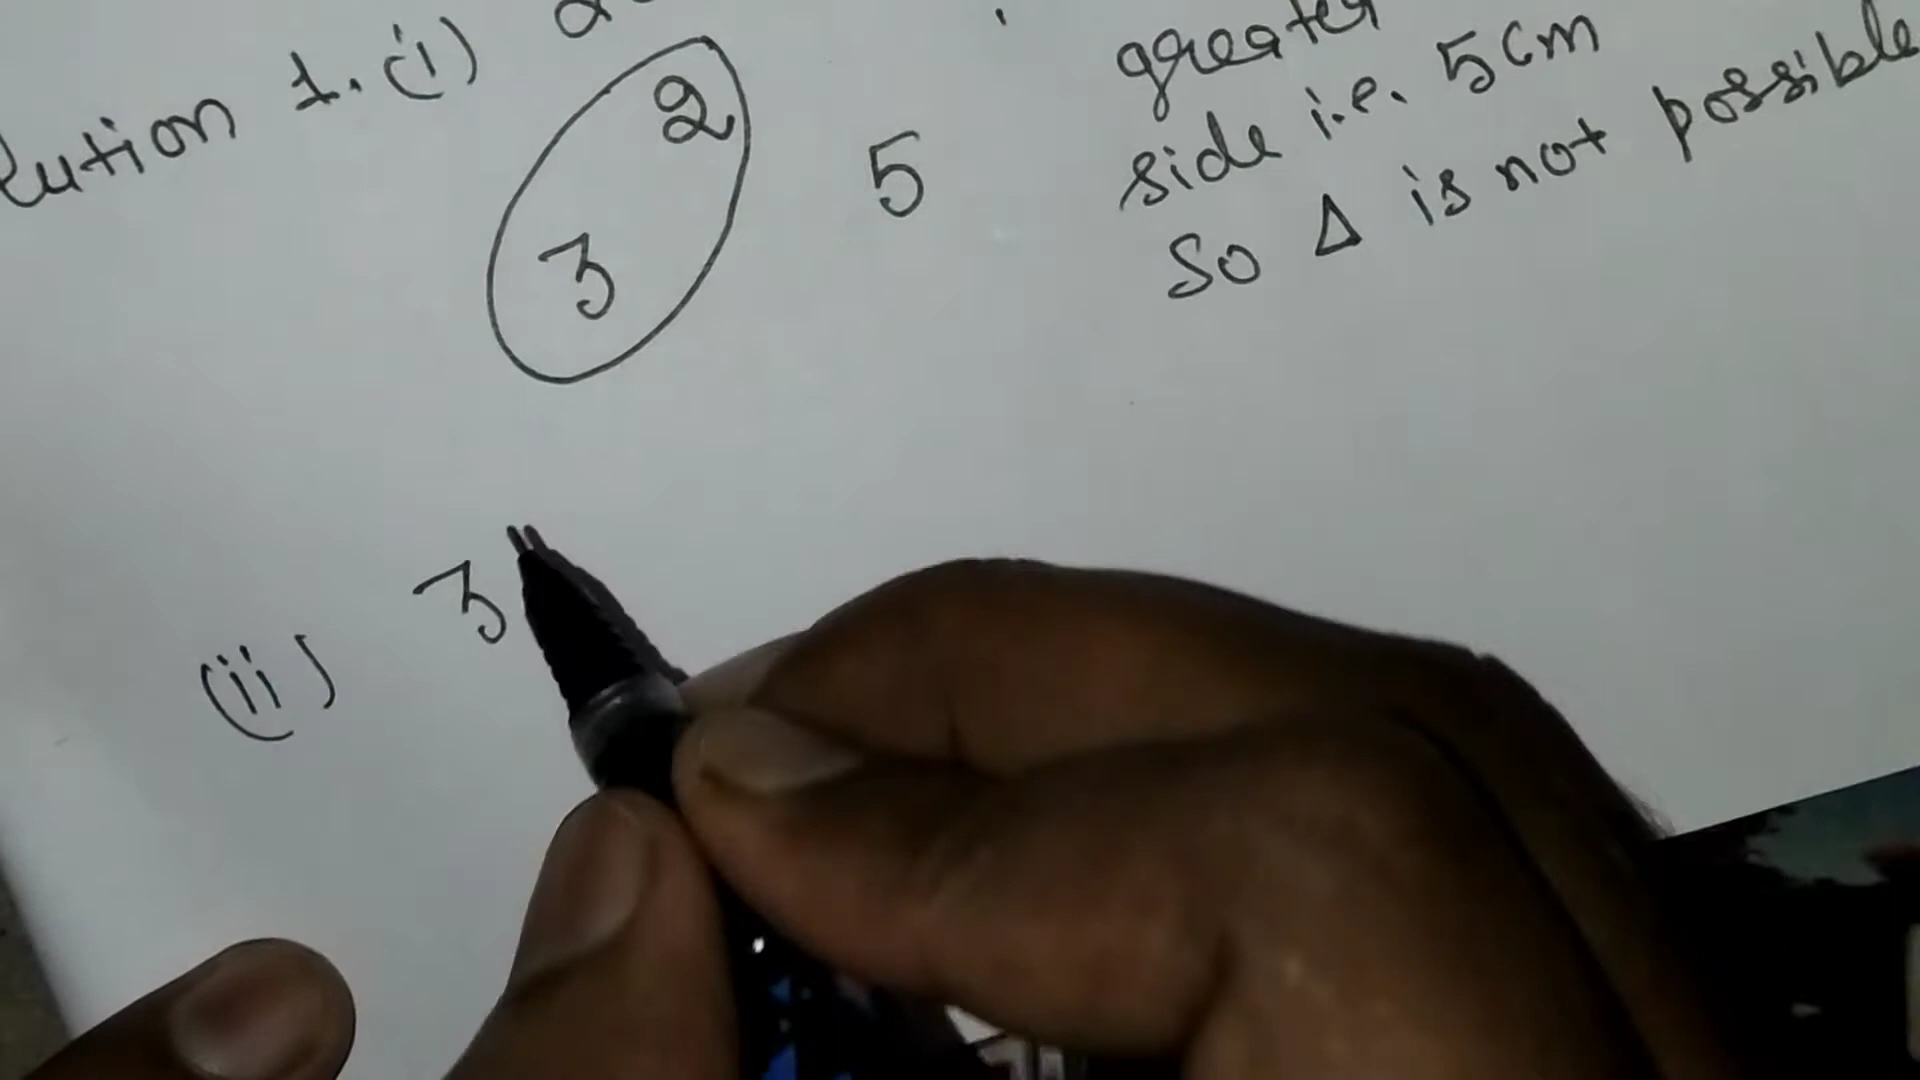 lution 1. (i)
2
3
5
greater
side i.e. 5cm
So Δ is not possible
(ii) 3